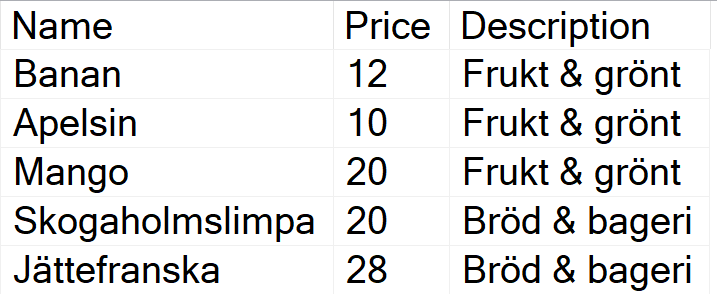 Name Price Description
Banan 12 Frukt & grönt
Apelsin 10 Frukt & grönt
Mango 20 Frukt & grönt
Skogaholmslimpa 20 Bröd & bageri
Jättefranska 28 Bröd & bageri